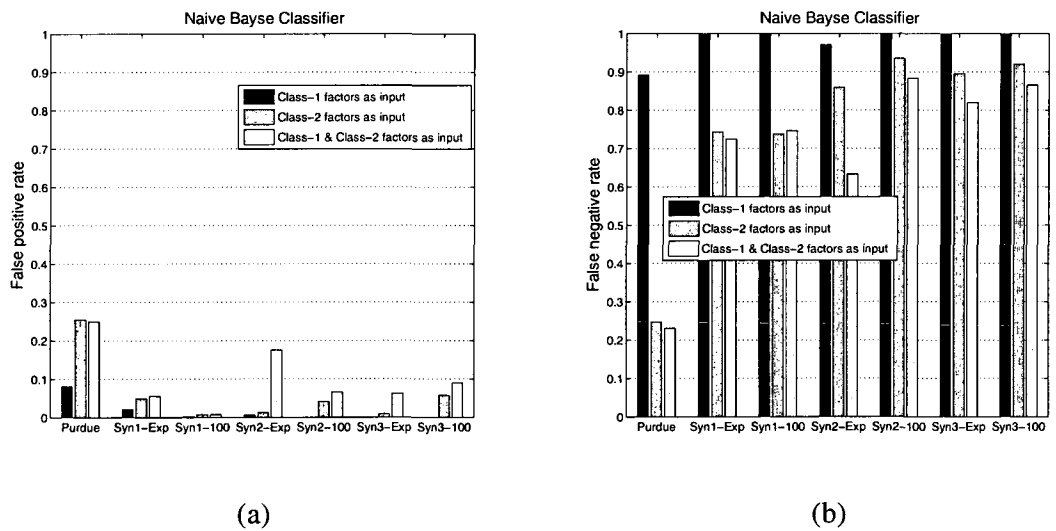 Naive Bayse Classifier
1
0.9
0.8
0.7
0.6
0.5
0.4
0.3
0.2
0.1
0
False positive rate
Class-1 factors as input
Class-2 factors as input
Class-1 & Class-2 factors as input
Purdue Syn1-Exp Syn1-100 Syn2-Exp Syn2-100 Syn3-Exp Syn3-100
(a)
Naive Bayse Classifier
1
0.9
0.8
0.7
0.6
0.5
0.4
0.3
0.2
0.1
0
False negative rate
Class-1 factors as input
Class-2 factors as input
Class-1 & Class-2 factors as input
Purdue Syn1-Exp Syn1-100 Syn2-Exp Syn2-100 Syn3-Exp Syn3-100
(b)